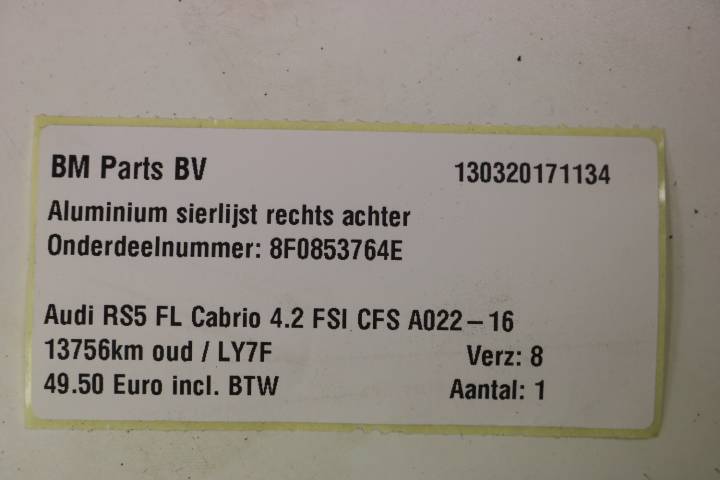 BM Parts BV 130320171134
Aluminium sierlijst rechts achter
Onderdeelnummer: 8F0853764E
Audi RS5 FL Cabrio 4.2 FSI CFS A022-16
13756km oud / LY7F Verz: 8
49.50 Euro incl. BTW Aantal: 1